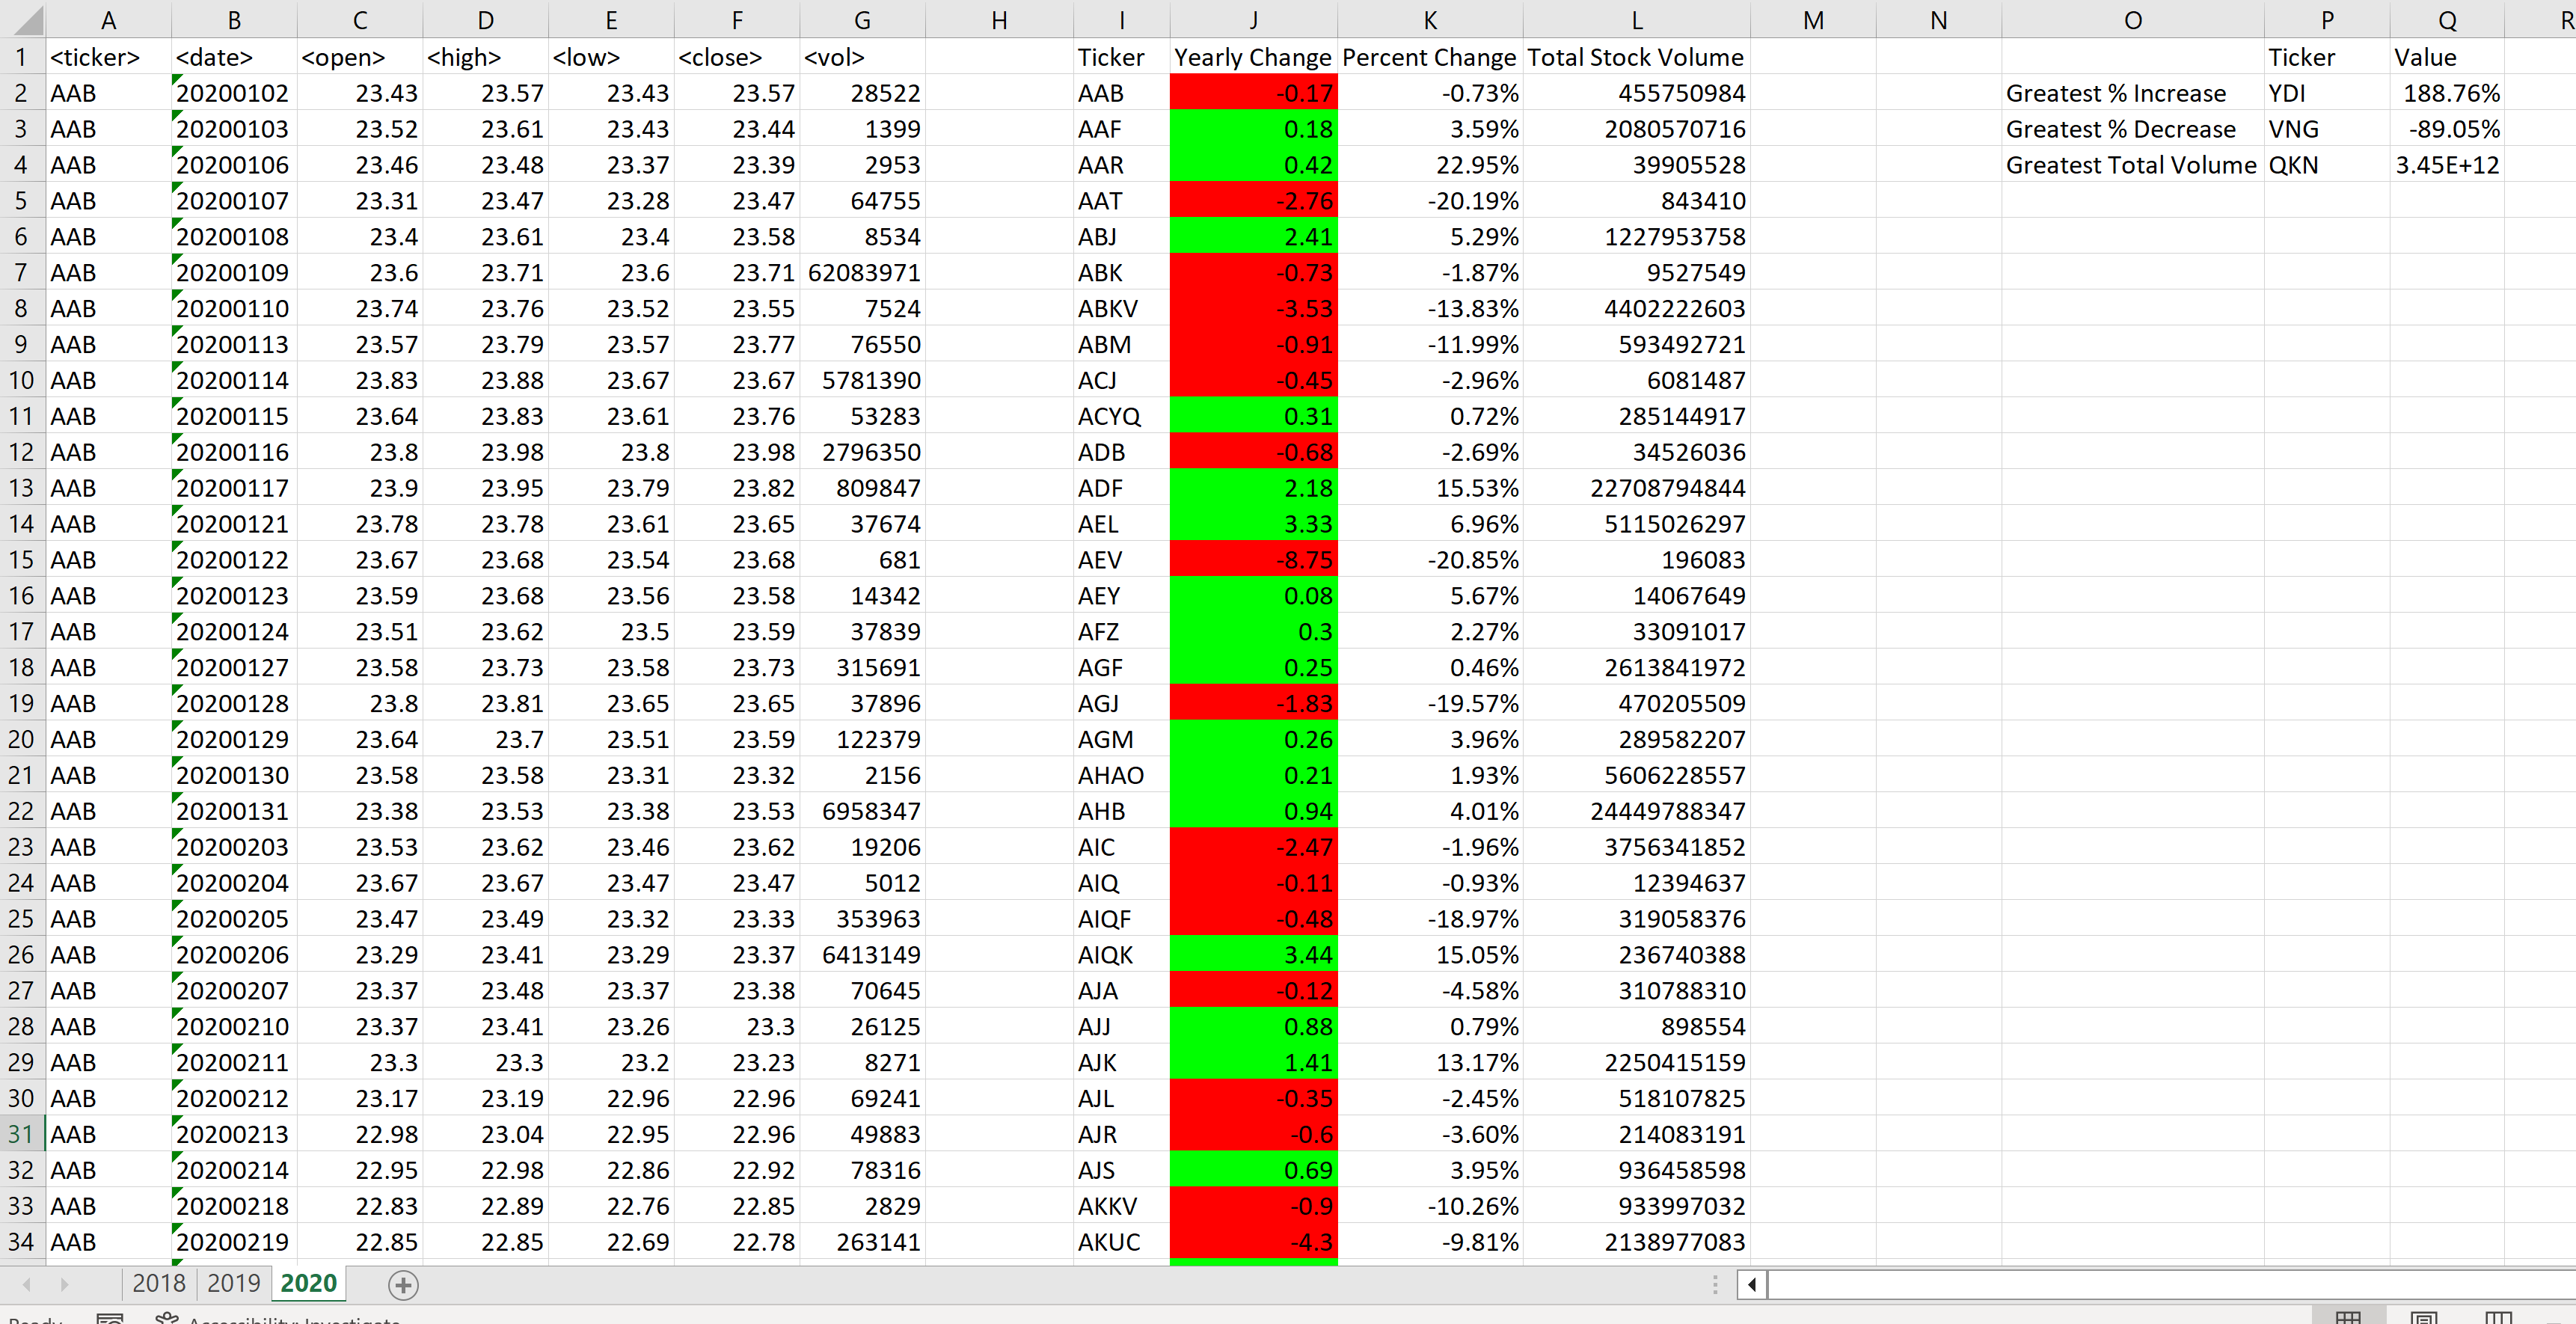 A B C D E F G H I J K L M N O P Q R
1 <ticker> <date> <open> <high> <low> <close> <vol> Ticker Yearly Change Percent Change Total Stock Volume Ticker Value
2 AAB 20200102 23.43 23.57 23.43 23.57 28522 AAB -0.17 -0.73% 455750984 Greatest % Increase YDI 188.76%
3 AAB 20200103 23.52 23.61 23.43 23.44 1399 AAF 0.18 3.59% 2080570716 Greatest % Decrease VNG -89.05%
4 AAB 20200106 23.46 23.48 23.37 23.39 2953 AAR 0.42 22.95% 39905528 Greatest Total Volume QKN 3.45E+12
5 AAB 20200107 23.31 23.47 23.28 23.47 64755 AAT -2.76 -20.19% 843410
6 AAB 20200108 23.4 23.61 23.4 23.58 8534 ABJ 2.41 5.29% 1227953758
7 AAB 20200109 23.6 23.71 23.6 23.71 62083971 ABK -0.73 -1.87% 9527549
8 AAB 20200110 23.74 23.76 23.52 23.55 7524 ABKV -3.53 -13.83% 4402222603
9 AAB 20200113 23.57 23.79 23.57 23.77 76550 ABM -0.91 -11.99% 593492721
10 AAB 20200114 23.83 23.88 23.67 23.67 5781390 ACJ -0.45 -2.96% 6081487
11 AAB 20200115 23.64 23.83 23.61 23.76 53283 ACYQ 0.31 0.72% 285144917
12 AAB 20200116 23.8 23.98 23.8 23.98 2796350 ADB -0.68 -2.69% 34526036
13 AAB 20200117 23.9 23.95 23.79 23.82 809847 ADF 2.18 15.53% 22708794844
14 AAB 20200121 23.78 23.78 23.61 23.65 37674 AEL 3.33 6.96% 5115026297
15 AAB 20200122 23.67 23.68 23.54 23.68 681 AEV -8.75 -20.85% 196083
16 AAB 20200123 23.59 23.68 23.56 23.58 14342 AEY 0.08 5.67% 14067649
17 AAB 20200124 23.51 23.62 23.5 23.59 37839 AFZ 0.3 2.27% 33091017
18 AAB 20200127 23.58 23.73 23.58 23.73 315691 AGF 0.25 0.46% 2613841972
19 AAB 20200128 23.8 23.81 23.65 23.65 37896 AGJ -1.83 -19.57% 470205509
20 AAB 20200129 23.64 23.7 23.51 23.59 122379 AGM 0.26 3.96% 289582207
21 AAB 20200130 23.58 23.58 23.31 23.32 2156 AHAO 0.21 1.93% 5606228557
22 AAB 20200131 23.38 23.53 23.38 23.53 6958347 AHB 0.94 4.01% 24449788347
23 AAB 20200203 23.53 23.62 23.46 23.62 19206 AIC -2.47 -1.96% 3756341852
24 AAB 20200204 23.67 23.67 23.47 23.47 5012 AIQ -0.11 -0.93% 12394637
25 AAB 20200205 23.47 23.49 23.32 23.33 353963 AIQF -0.48 -18.97% 319058376
26 AAB 20200206 23.29 23.41 23.29 23.37 6413149 AIQK 3.44 15.05% 236740388
27 AAB 20200207 23.37 23.48 23.37 23.38 70645 AJA -0.12 -4.58% 310788310
28 AAB 20200210 23.37 23.41 23.26 23.3 26125 AJJ 0.88 0.79% 898554
29 AAB 20200211 23.3 23.3 23.2 23.23 8271 AJK 1.41 13.17% 2250415159
30 AAB 20200212 23.17 23.19 22.96 22.96 69241 AJL -0.35 -2.45% 518107825
31 AAB 20200213 22.98 23.04 22.95 22.96 49883 AJR -0.6 -3.60% 214083191
32 AAB 20200214 22.95 22.98 22.86 22.92 78316 AJS 0.69 3.95% 936458598
33 AAB 20200218 22.83 22.89 22.76 22.85 2829 AKKV -0.9 -10.26% 933997032
34 AAB 20200219 22.85 22.85 22.69 22.78 263141 AKUC -4.3 -9.81% 2138977083
2018 2019 2020
Ready Accessibility: Investigate